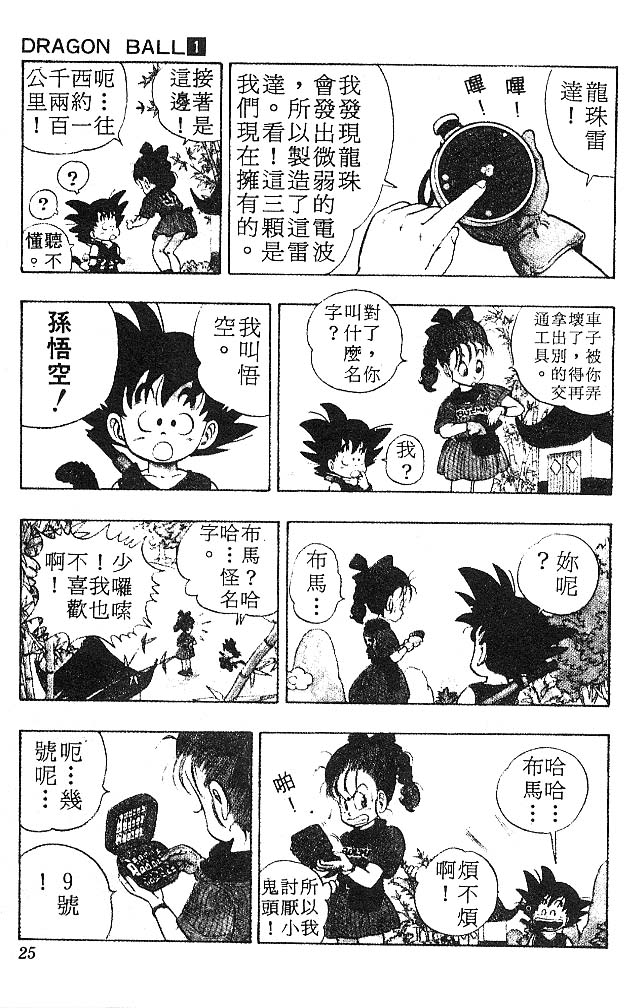 DRAGON BALL 1
龍珠雷
達！
嗶！
嗶！
我發現龍珠
會發出微弱的電波
，所以製造了這雷
達。看！這三顆是
我們現在擁有的。
接著是
這邊！
呃…往
西約一
千兩百
公里！
？
？
聽不
懂。
車子被你弄
壞了，得再
拿出別的交
通工具。
對了，你
叫什麼名
字？
我？
我叫悟
空。
孫悟空！
妳呢
？
布馬…
布馬？哈
哈…怪名
字。
少囉嗦
！我也
不喜歡
啊！
哈哈…
布馬…
煩不煩
啊！
啪！
所以我
討厭小
鬼頭！
呃…幾
號呢…
9號
！
25